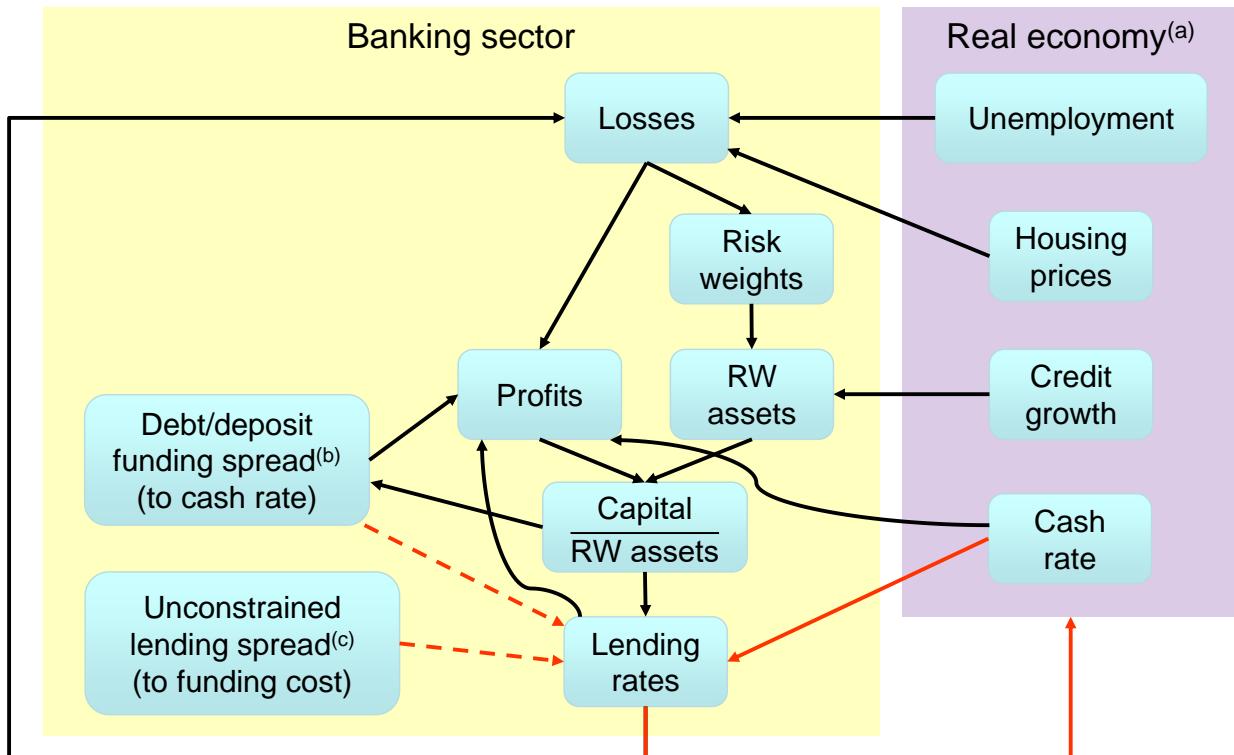 Banking sector
Real economy(a)
Losses
Unemployment
Risk
weights
Housing
prices
Profits
RW
assets
Credit
growth
Debt/deposit
funding spread(b)
(to cash rate)
Capital
RW assets
Cash
rate
Unconstrained
lending spread(c)
(to funding cost)
Lending
rates